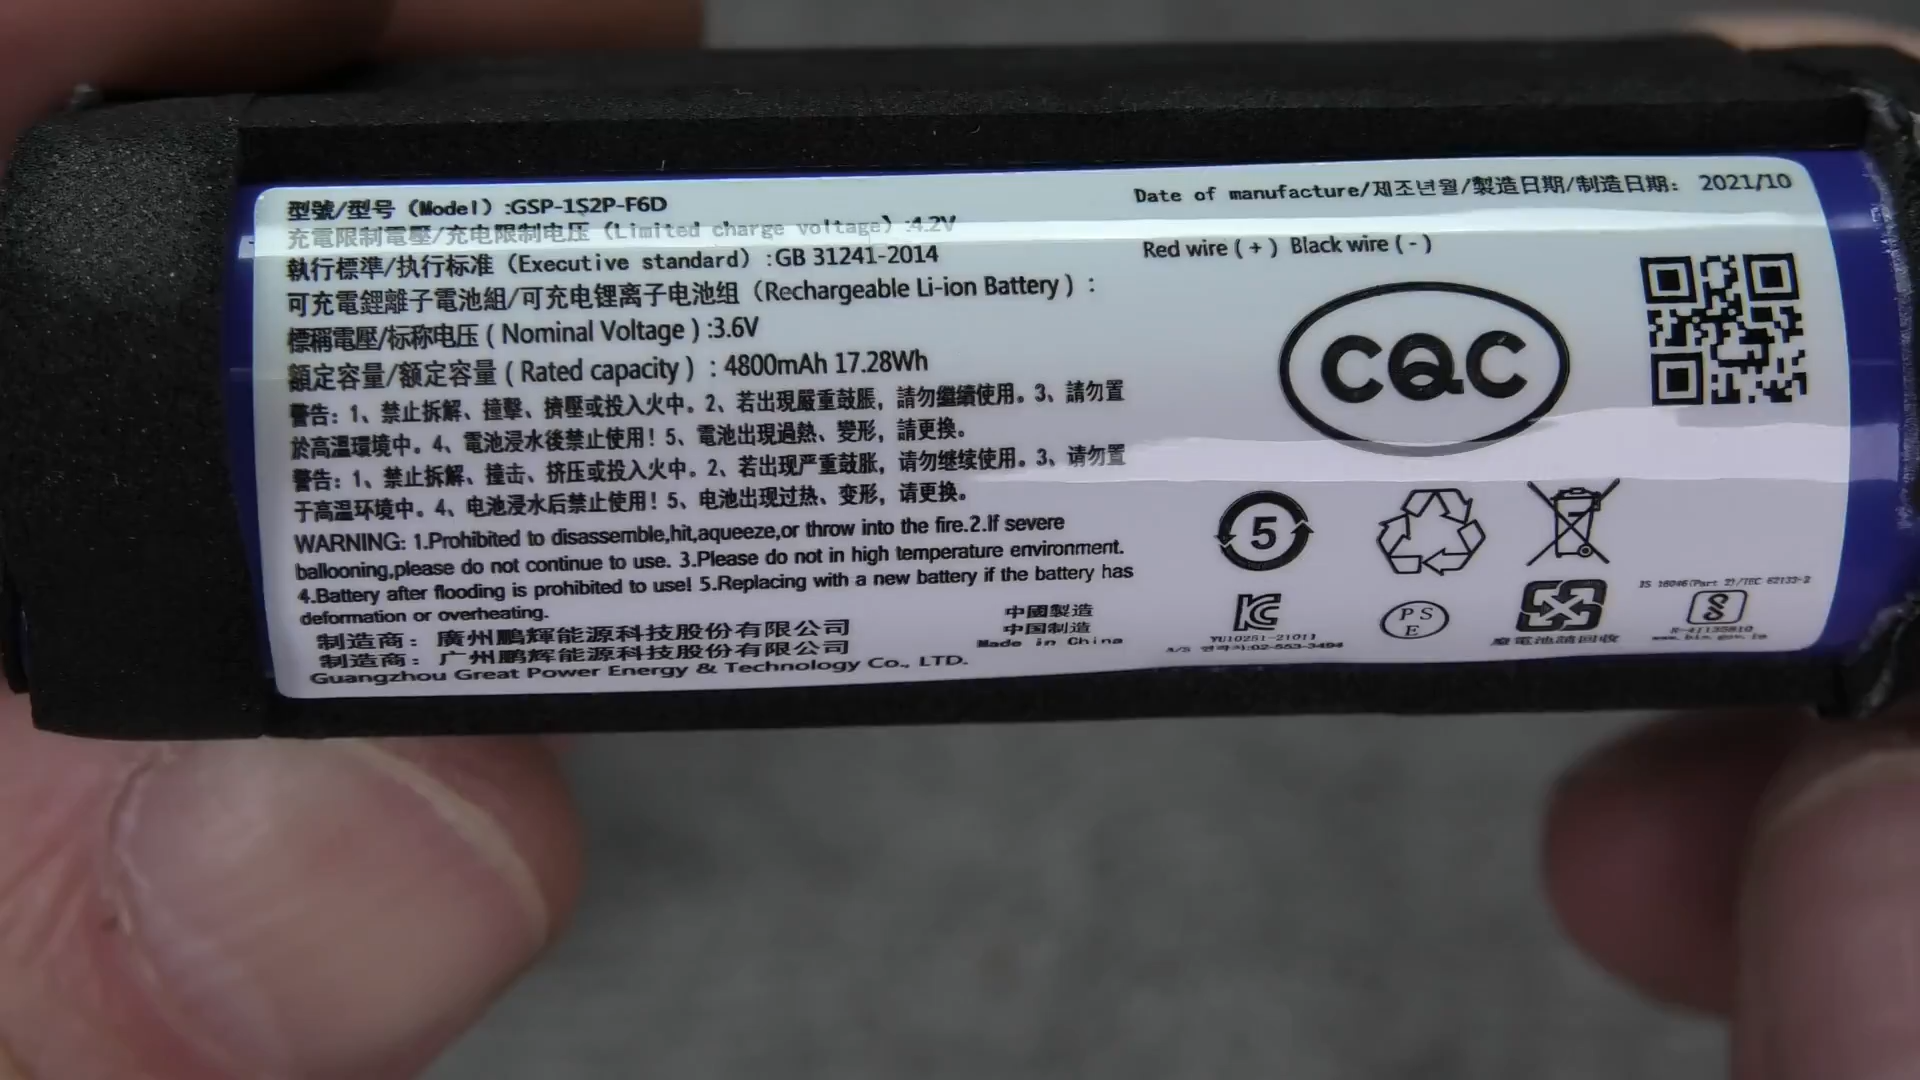 型號/型号（Model）:GSP-1S2P-F6D
充電限制電壓/充电限制电压（Limited charge voltage）:4.2V
執行標準/执行标准（Executive standard）:GB 31241-2014
可充電鋰離子電池組/可充电锂离子电池组（Rechargeable Li-ion Battery）:
標稱電壓/标称电压 ( Nominal Voltage ) :3.6V
額定容量/额定容量 ( Rated capacity ) : 4800mAh 17.28Wh
警告: 1、禁止拆解、撞擊、擠壓或投入火中。2、若出現嚴重鼓脹，請勿繼續使用。3、請勿置
於高溫環境中。4、電池浸水後禁止使用！5、電池出現過熱、變形，請更換。
警告: 1、禁止拆解、撞击、挤压或投入火中。2、若出现严重鼓胀，请勿继续使用。3、请勿置
于高温环境中。4、电池浸水后禁止使用！5、电池出现过热、变形，请更换。
WARNING: 1.Prohibited to disassemble,hit,aqueeze,or throw into the fire.2.If severe
ballooning,please do not continue to use. 3.Please do not in high temperature environment.
4.Battery after flooding is prohibited to use! 5.Replacing with a new battery if the battery has
deformation or overheating.
制造商: 廣州鵬輝能源科技股份有限公司
制造商: 广州鹏辉能源科技股份有限公司
Guangzhou Great Power Energy & Technology Co., LTD.
中國製造
中国制造
Made in China
Date of manufacture/제조년월/製造日期/制造日期: 2021/10
Red wire ( + ) Black wire ( - )
CQC
5
KC
YU10251-21011
A/S 연락처:02-553-3494
PS
E
廢電池請回收
IS 16046(Part 2)/IEC 62133-2
R-41135810
www.bis.gov.in